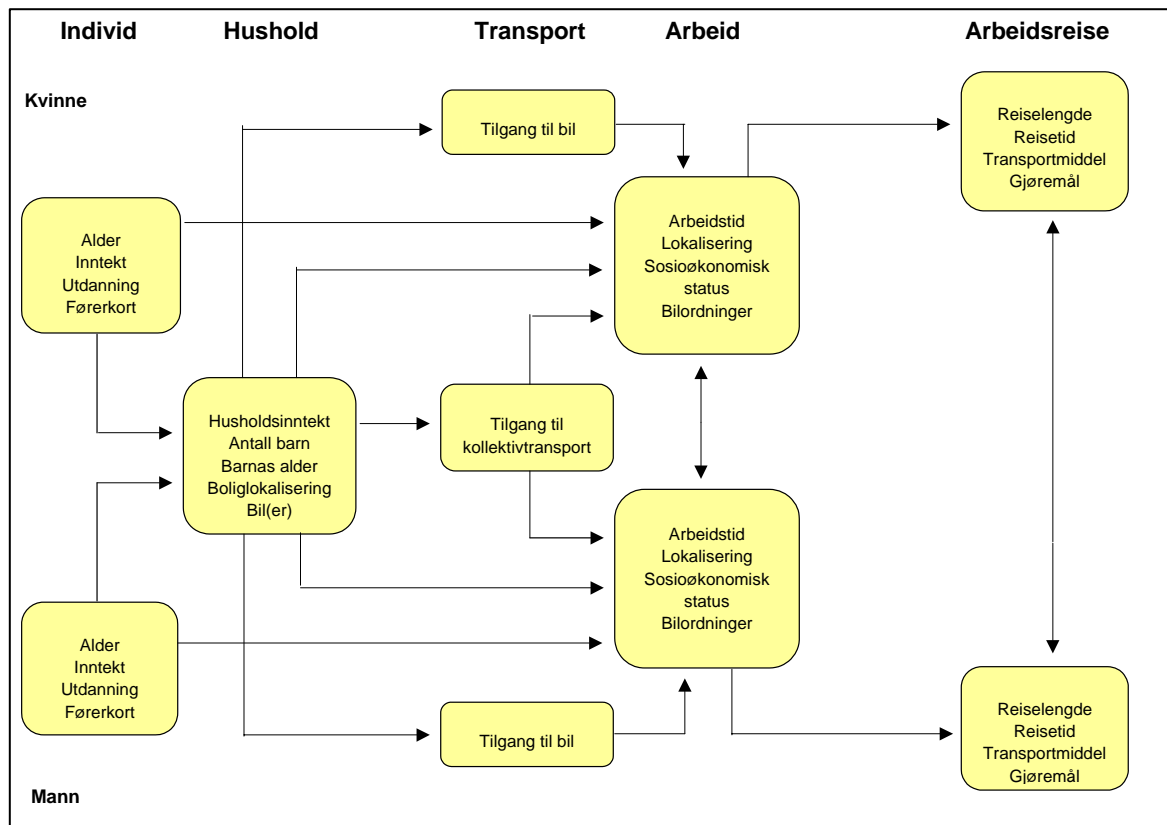 Individ Hushold Transport Arbeid Arbeidsreise
Kvinne
Tilgang til bil
Reiselengde
Reisetid
Transportmiddel
Gjøremål
Alder
Inntekt
Utdanning
Førerkort
Arbeidstid
Lokalisering
Sosioøkonomisk
status
Bilordninger
Husholdsinntekt
Antall barn
Barnas alder
Boliglokalisering
Bil(er)
Tilgang til
kollektivtransport
Arbeidstid
Lokalisering
Sosioøkonomisk
status
Bilordninger
Alder
Inntekt
Utdanning
Førerkort
Tilgang til bil
Reiselengde
Reisetid
Transportmiddel
Gjøremål
Mann